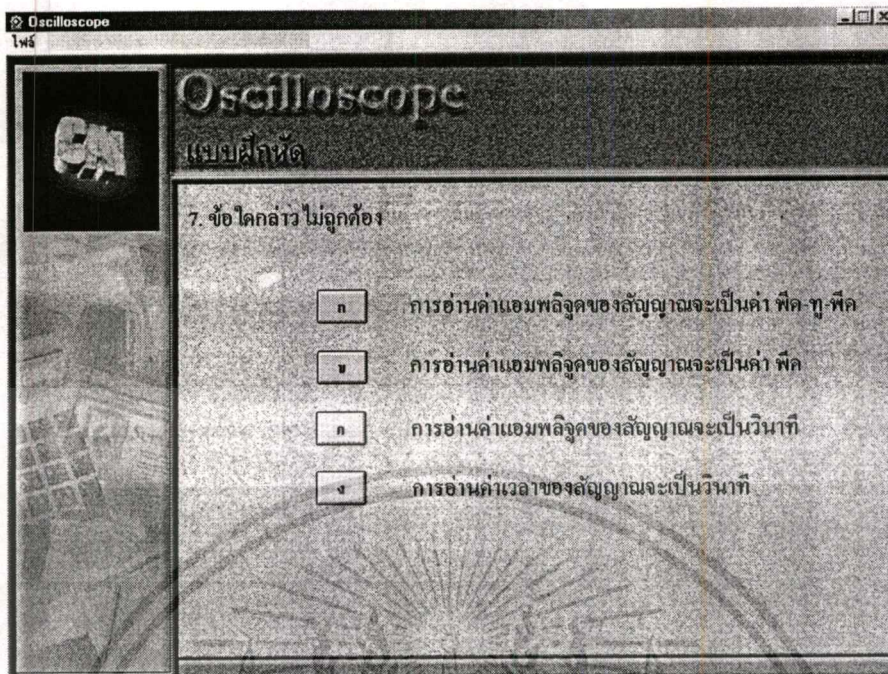 Oscilloscope
ไฟล์
Oscilloscope
แบบฝึกหัด
7. ข้อใดกล่าวไม่ถูกต้อง
ก การอ่านค่าแอมพลิจูดของสัญญาณจะเป็นค่า พีค-ทู-พีค
ข การอ่านค่าแอมพลิจูดของสัญญาณจะเป็นค่า พีค
ค การอ่านค่าแอมพลิจูดของสัญญาณจะเป็นวินาที
ง การอ่านค่าเวลาของสัญญาณจะเป็นวินาที